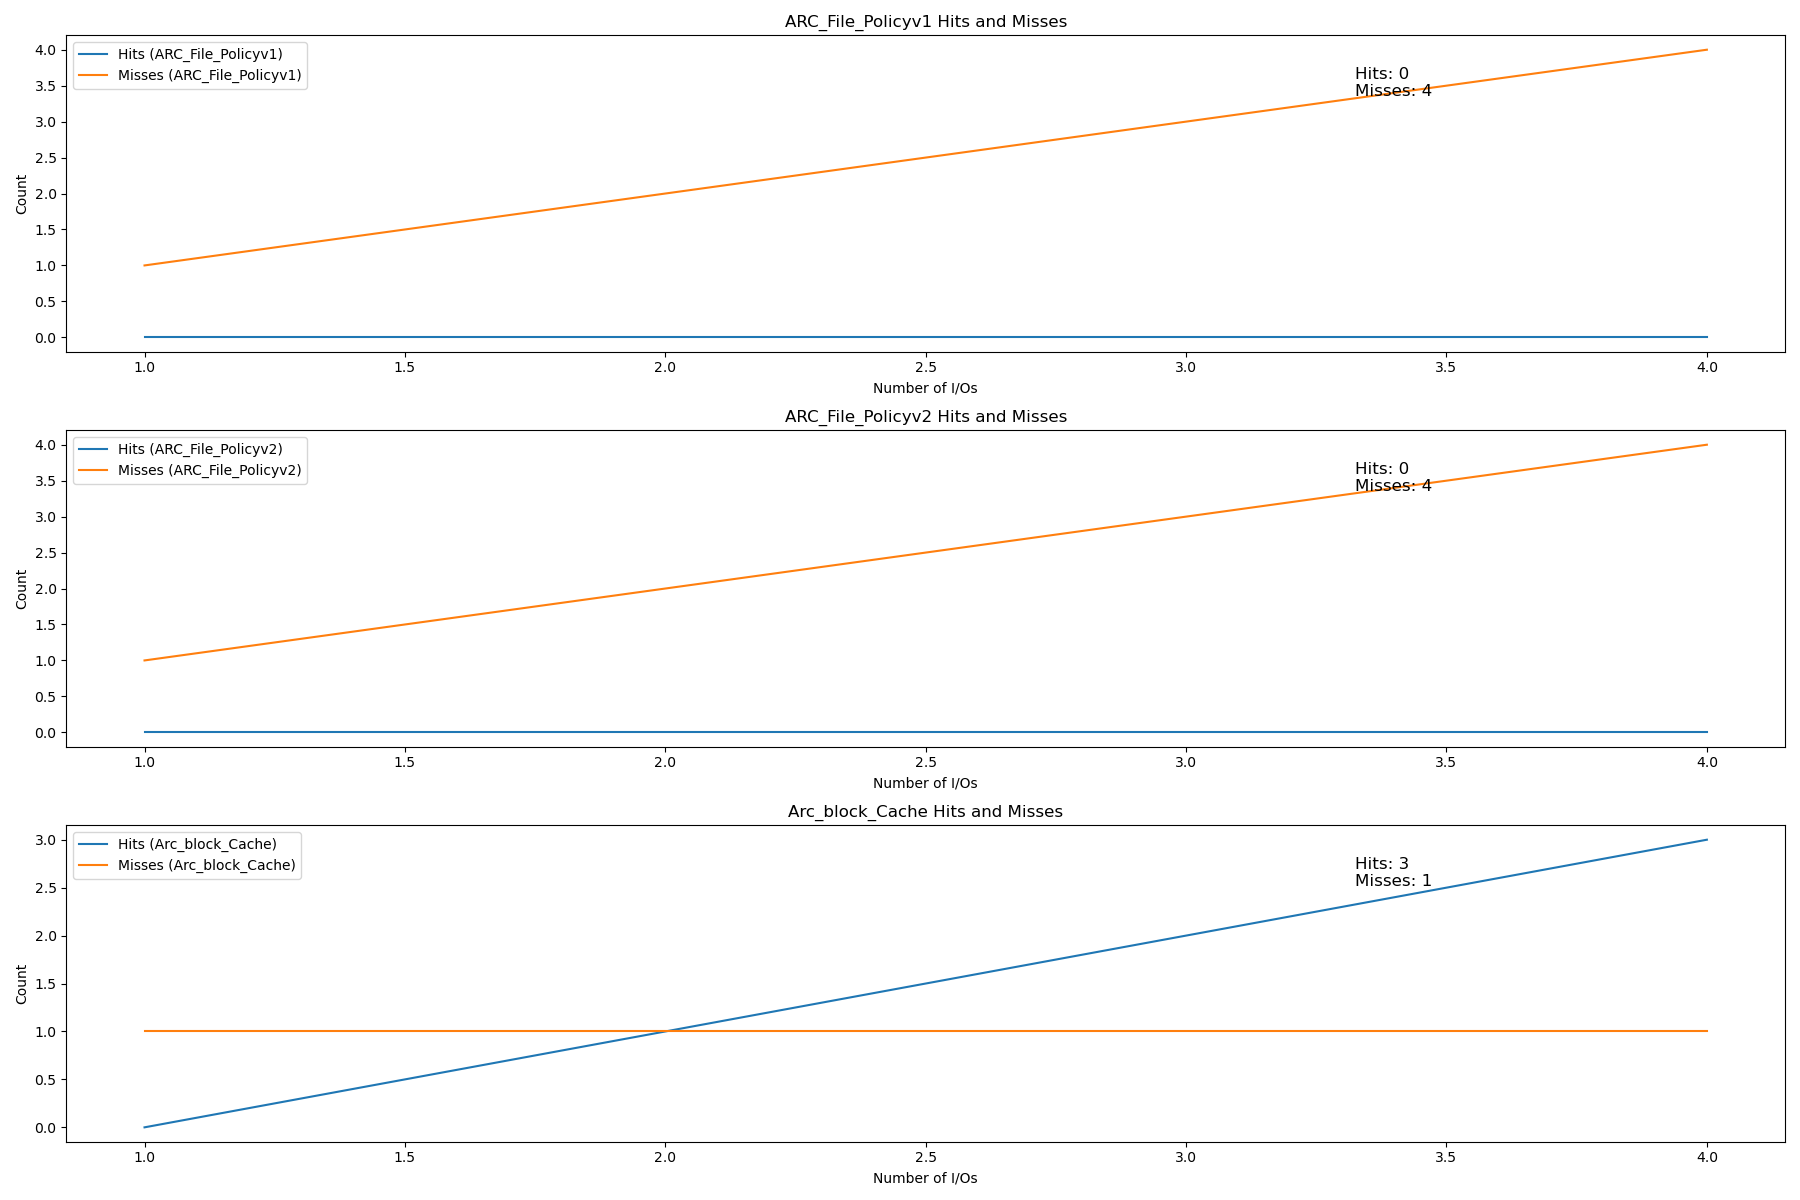 ARC_File_Policyv1 Hits and Misses
Hits (ARC_File_Policyv1)
Misses (ARC_File_Policyv1)
Hits: 0
Misses: 4
4.0
3.5
3.0
2.5
2.0
1.5
1.0
0.5
0.0
Count
1.0 1.5 2.0 2.5 3.0 3.5 4.0
Number of I/Os
ARC_File_Policyv2 Hits and Misses
Hits (ARC_File_Policyv2)
Misses (ARC_File_Policyv2)
Hits: 0
Misses: 4
4.0
3.5
3.0
2.5
2.0
1.5
1.0
0.5
0.0
Count
1.0 1.5 2.0 2.5 3.0 3.5 4.0
Number of I/Os
Arc_block_Cache Hits and Misses
Hits (Arc_block_Cache)
Misses (Arc_block_Cache)
Hits: 3
Misses: 1
3.0
2.5
2.0
1.5
1.0
0.5
0.0
Count
1.0 1.5 2.0 2.5 3.0 3.5 4.0
Number of I/Os